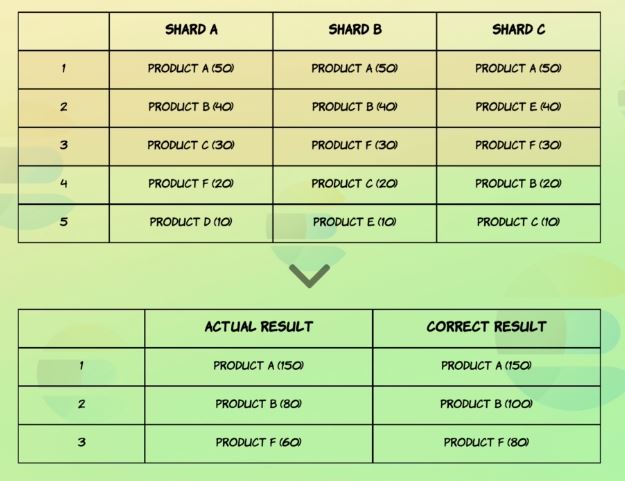 SHARD A SHARD B SHARD C
1 PRODUCT A (50) PRODUCT A (50) PRODUCT A (50)
2 PRODUCT B (40) PRODUCT B (40) PRODUCT E (40)
3 PRODUCT C (30) PRODUCT F (30) PRODUCT F (30)
4 PRODUCT F (20) PRODUCT C (20) PRODUCT B (20)
5 PRODUCT D (10) PRODUCT E (10) PRODUCT C (10)
ACTUAL RESULT CORRECT RESULT
1 PRODUCT A (150) PRODUCT A (150)
2 PRODUCT B (80) PRODUCT B (100)
3 PRODUCT F (60) PRODUCT F (80)